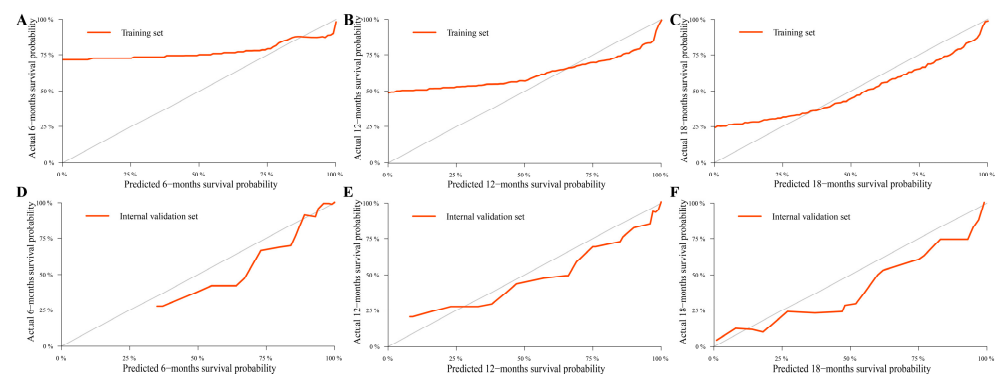 A
Actual 6−months survival probability
100 %
75 %
50 %
25 %
0 %
Training set
0 %
25 %
50 %
75 %
100 %
Predicted 6−months survival probability
B
Actual 12−months survival probability
100 %
75 %
50 %
25 %
0 %
Training set
0 %
25 %
50 %
75 %
100 %
Predicted 12−months survival probability
C
Actual 18−months survival probability
100 %
75 %
50 %
25 %
0 %
Training set
0 %
25 %
50 %
75 %
100 %
Predicted 18−months survival probability
D
Actual 6−months survival probability
100 %
75 %
50 %
25 %
0 %
Internal validation set
0 %
25 %
50 %
75 %
100 %
Predicted 6−months survival probability
E
Actual 12−months survival probability
100 %
75 %
50 %
25 %
0 %
Internal validation set
0 %
25 %
50 %
75 %
100 %
Predicted 12−months survival probability
F
Actual 18−months survival probability
100 %
75 %
50 %
25 %
0 %
Internal validation set
0 %
25 %
50 %
75 %
100 %
Predicted 18−months survival probability